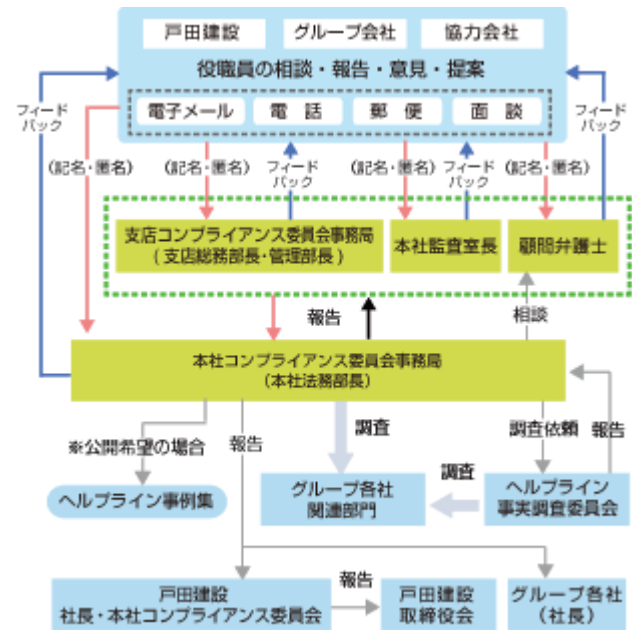 戸田建設
グループ会社
協力会社
役職員の相談・報告・意見・提案
電子メール
電 話
郵 便
面 談
フィード
バック
フィード
バック
(記名・匿名)
(記名・匿名)
フィード
バック
(記名・匿名)
フィード
バック
(記名・匿名)
支店コンプライアンス委員会事務局
(支店総務部長・管理部長)
本社監査室長
顧問弁護士
報告
相談
本社コンプライアンス委員会事務局
(本社法務部長)
※公開希望の場合
報告
調査
調査依頼
報告
ヘルプライン事例集
グループ各社
関連部門
調査
ヘルプライン
事実調査委員会
戸田建設
社長・本社コンプライアンス委員会
報告
戸田建設
取締役会
グループ各社
(社長)